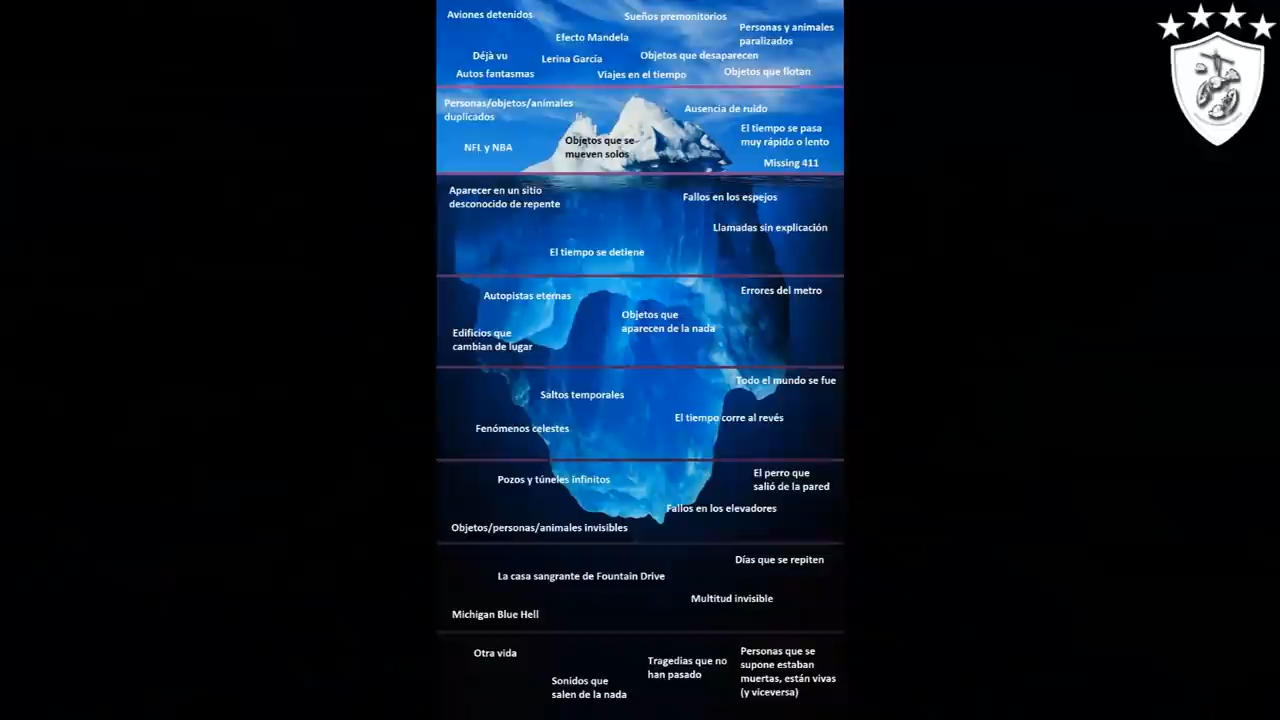 Aviones detenidos
Sueños premonitorios
Efecto Mandela
Personas y animales
paralizados
Déjà vu
Lerina García
Objetos que desaparecen
Autos fantasmas
Viajes en el tiempo
Objetos que flotan
Personas/objetos/animales
duplicados
Ausencia de ruido
NFL y NBA
Objetos que se
mueven solos
El tiempo se pasa
muy rápido o lento
Missing 411
Aparecer en un sitio
desconocido de repente
Fallos en los espejos
Llamadas sin explicación
El tiempo se detiene
Autopistas eternas
Errores del metro
Objetos que
aparecen de la nada
Edificios que
cambian de lugar
Todo el mundo se fue
Saltos temporales
El tiempo corre al revés
Fenómenos celestes
Pozos y túneles infinitos
El perro que
salió de la pared
Fallos en los elevadores
Objetos/personas/animales invisibles
Días que se repiten
La casa sangrante de Fountain Drive
Multitud invisible
Michigan Blue Hell
Otra vida
Sonidos que
salen de la nada
Tragedias que no
han pasado
Personas que se
supone estaban
muertas, están vivas
(y viceversa)